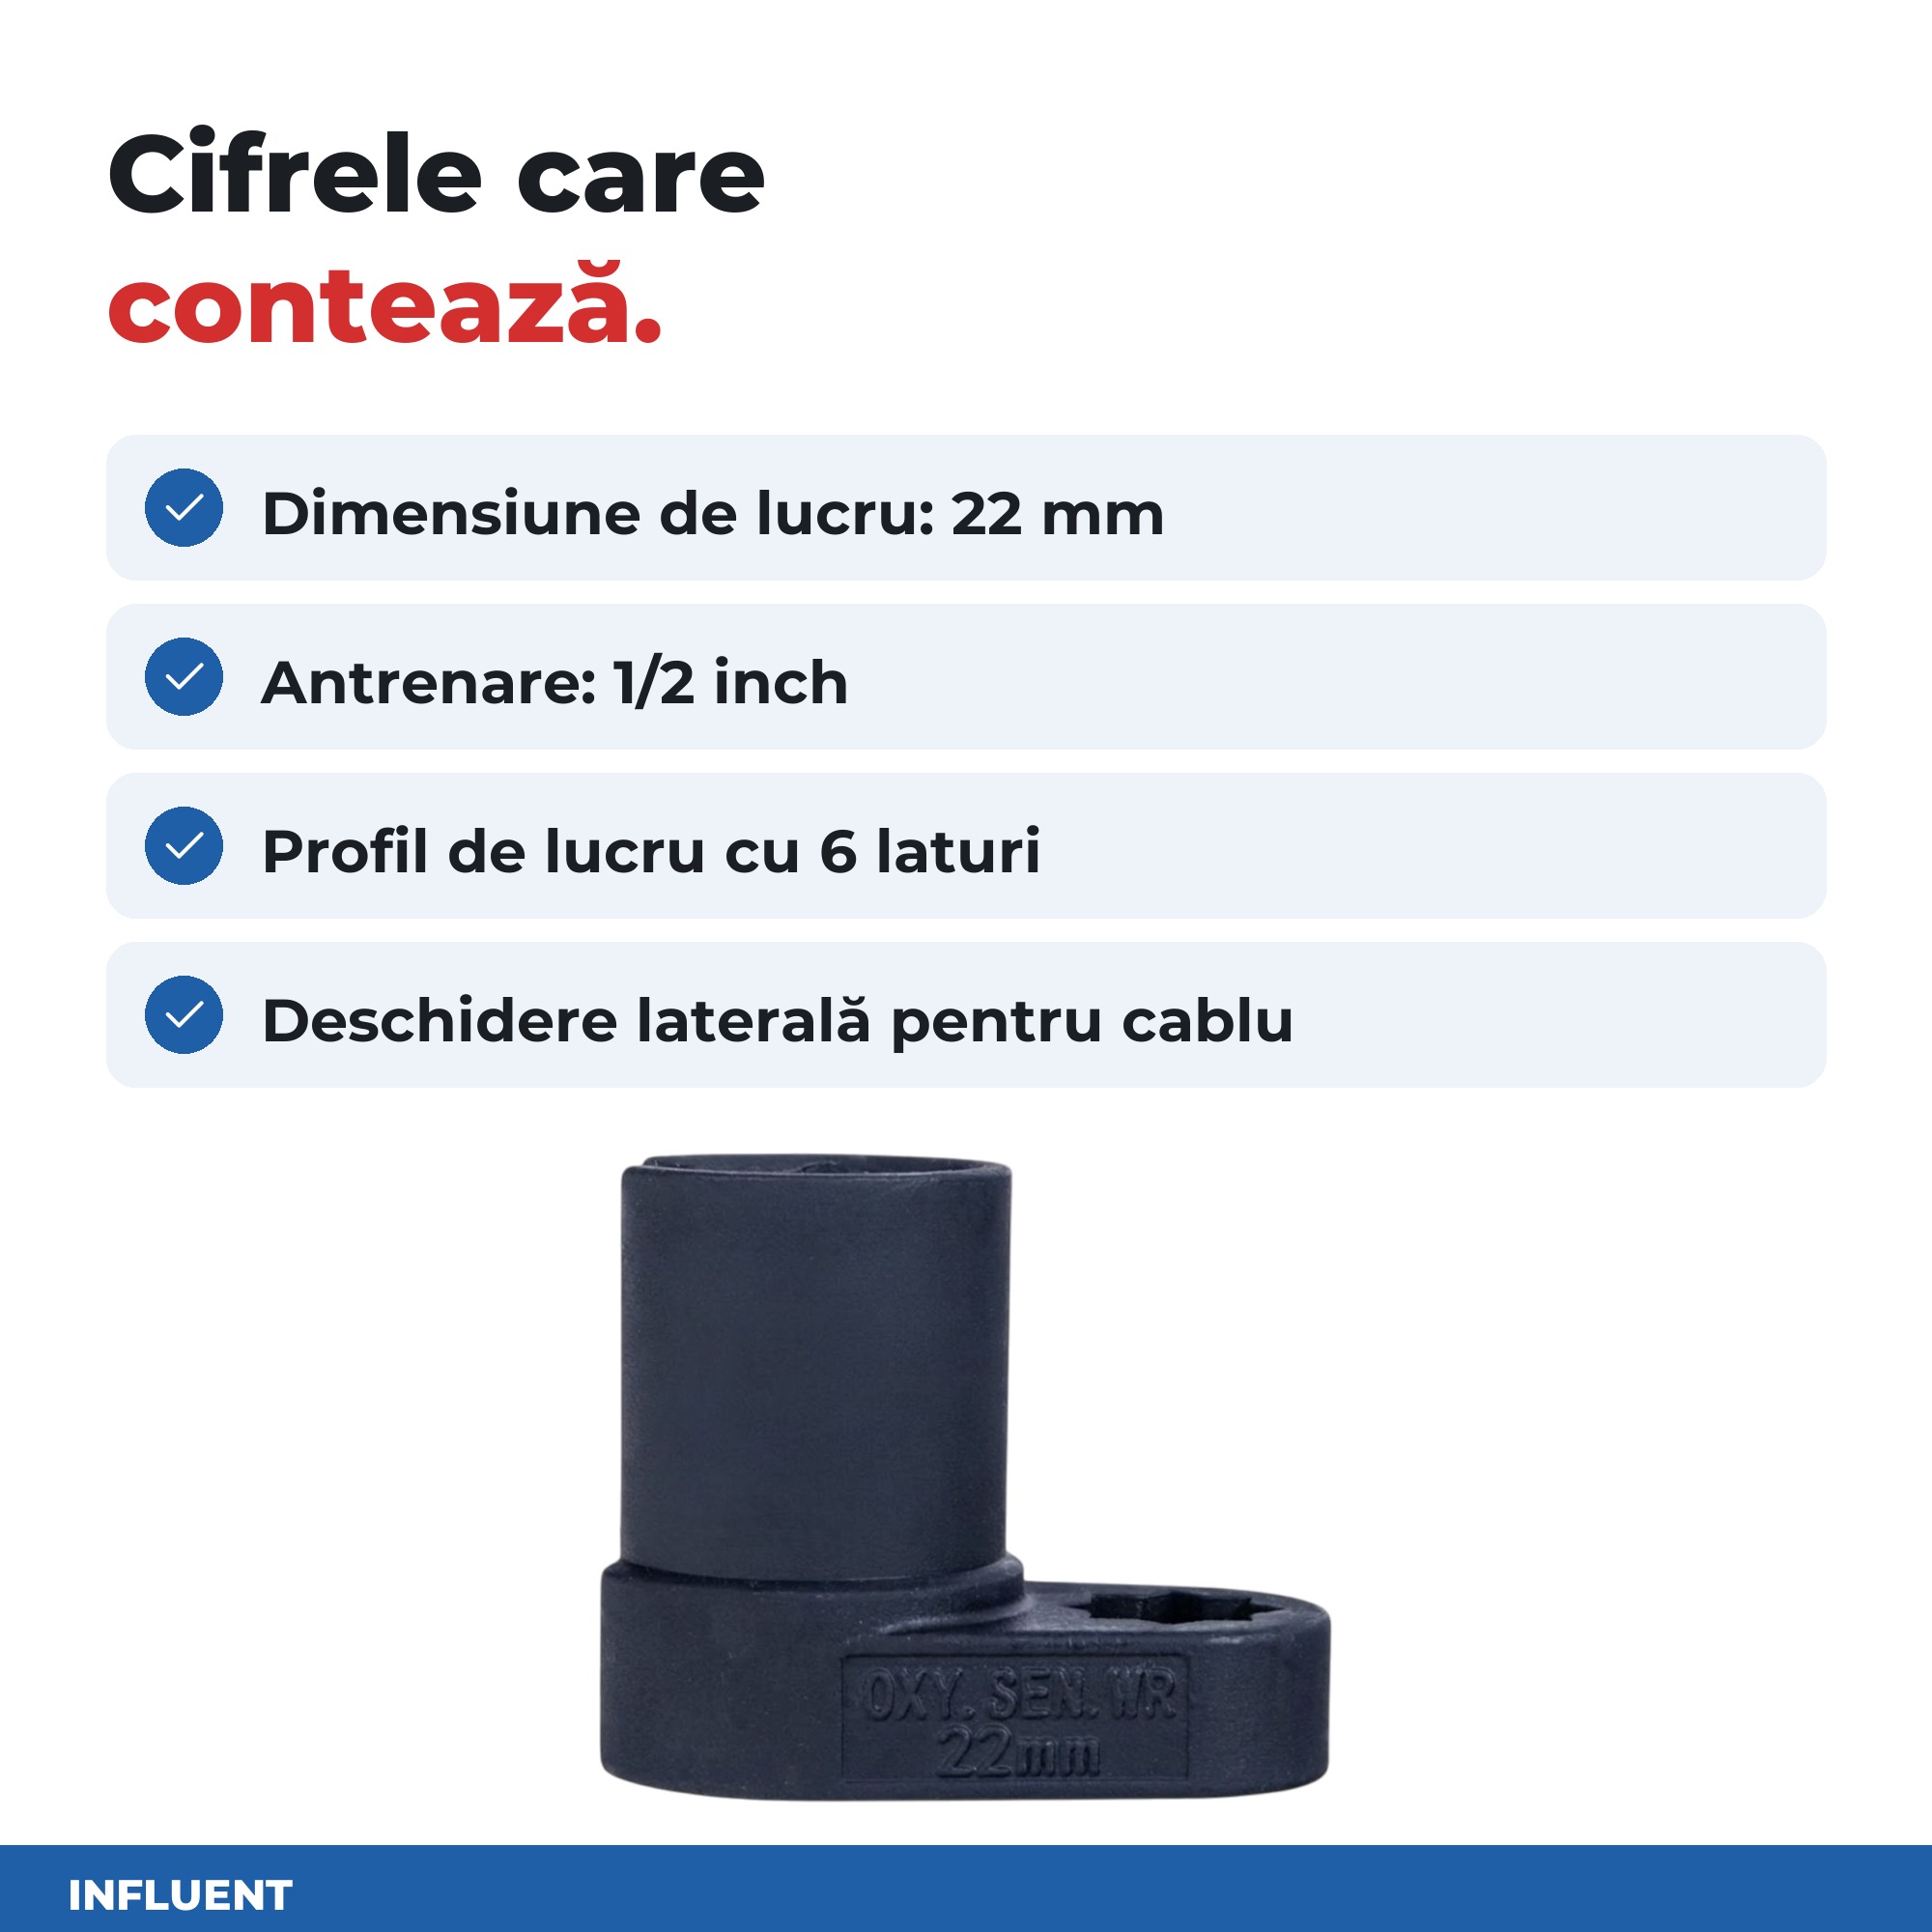 Cifrele care
contează.
Dimensiune de lucru: 22 mm
Antrenare: 1/2 inch
Profil de lucru cu 6 laturi
Deschidere laterală pentru cablu
OXY. SEN. WR
22mm
INFLUENT